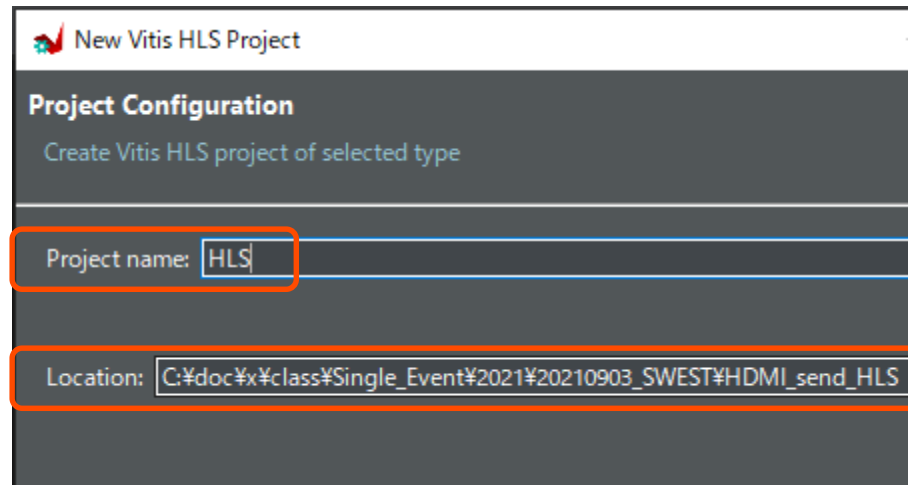 New Vitis HLS Project
Project Configuration
Create Vitis HLS project of selected type
Project name: HLS
Location: C:¥doc¥x¥class¥Single_Event¥2021¥20210903_SWEST¥HDMI_send_HLS